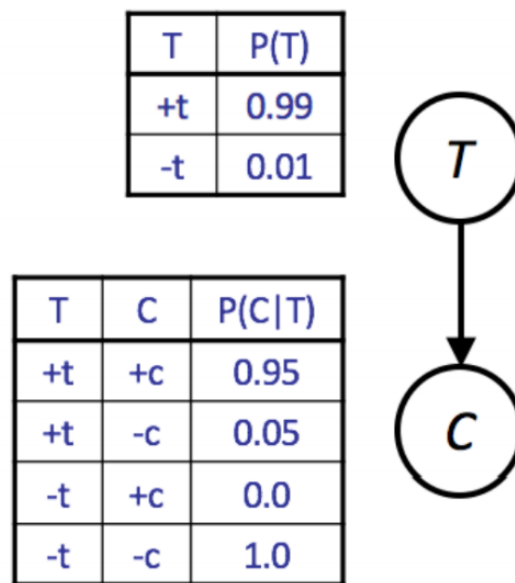 T P(T)
+t 0.99
-t 0.01
T
T C P(C|T)
+t +c 0.95
+t -c 0.05
-t +c 0.0
-t -c 1.0
C